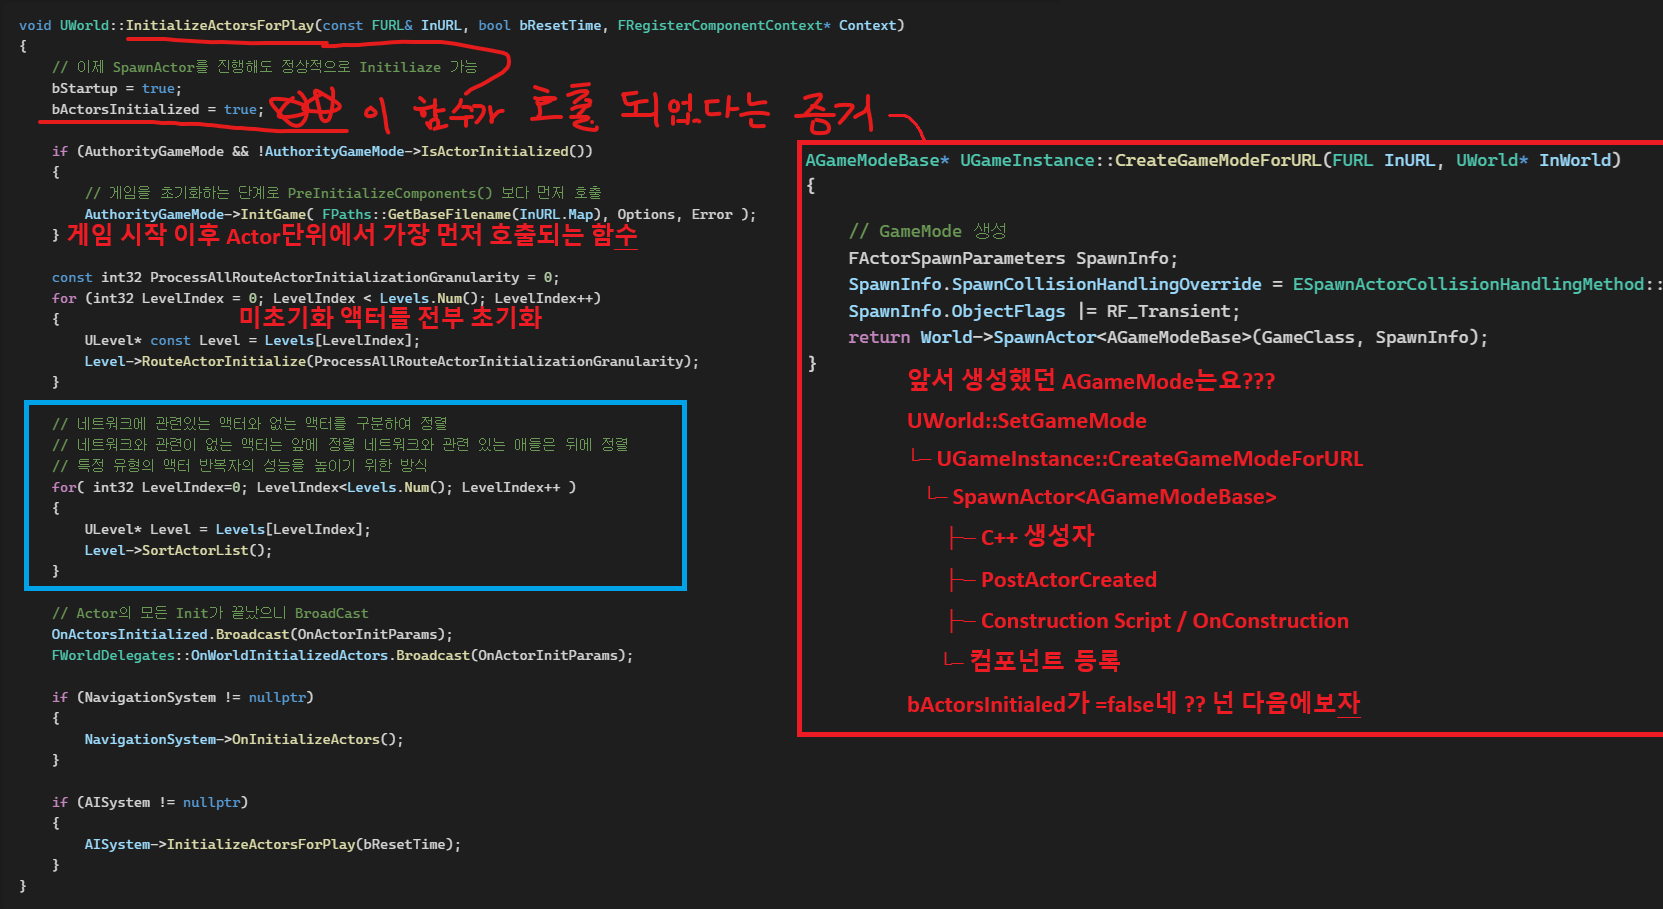 void UWorld::InitializeActorsForPlay(const FURL& InURL, bool bResetTime, FRegisterComponentContext* Context)
{
// 이제 SpawnActor를 진행해도 정상적으로 Initiliaze 가능
bStartup = true;
bActorsInitialized = true;
이 함수가 호출 되었다는 증거
if (AuthorityGameMode && !AuthorityGameMode->IsActorInitialized())
{
// 게임을 초기화하는 단계로 PreInitializeComponents() 보다 먼저 호출
AuthorityGameMode->InitGame( FPaths::GetBaseFilename(InURL.Map), Options, Error );
} 게임 시작 이후 Actor단위에서 가장 먼저 호출되는 함수
const int32 ProcessAllRouteActorInitializationGranularity = 0;
for (int32 LevelIndex = 0; LevelIndex < Levels.Num(); LevelIndex++)
{ 미초기화 액터들 전부 초기화
ULevel* const Level = Levels[LevelIndex];
Level->RouteActorInitialize(ProcessAllRouteActorInitializationGranularity);
}
// 네트워크에 관련있는 액터와 없는 액터를 구분하여 정렬
// 네트워크와 관련이 없는 액터는 앞에 정렬 네트워크와 관련 있는 애들은 뒤에 정렬
// 특정 유형의 액터 반복자의 성능을 높이기 위한 방식
for( int32 LevelIndex=0; LevelIndex<Levels.Num(); LevelIndex++ )
{
ULevel* Level = Levels[LevelIndex];
Level->SortActorList();
}
// Actor의 모든 Init가 끝났으니 BroadCast
OnActorsInitialized.Broadcast(OnActorInitParams);
FWorldDelegates::OnWorldInitializedActors.Broadcast(OnActorInitParams);
if (NavigationSystem != nullptr)
{
NavigationSystem->OnInitializeActors();
}
if (AISystem != nullptr)
{
AISystem->InitializeActorsForPlay(bResetTime);
}
}
AGameModeBase* UGameInstance::CreateGameModeForURL(FURL InURL, UWorld* InWorld)
{
// GameMode 생성
FActorSpawnParameters SpawnInfo;
SpawnInfo.SpawnCollisionHandlingOverride = ESpawnActorCollisionHandlingMethod::
SpawnInfo.ObjectFlags |= RF_Transient;
return World->SpawnActor<AGameModeBase>(GameClass, SpawnInfo);
}
앞서 생성했던 AGameMode는요???
UWorld::SetGameMode
└─ UGameInstance::CreateGameModeForURL
└─ SpawnActor<AGameModeBase>
├─ C++ 생성자
├─ PostActorCreated
├─ Construction Script / OnConstruction
└─ 컴포넌트 등록
bActorsInitialed가 =false네 ?? 넌 다음에보자